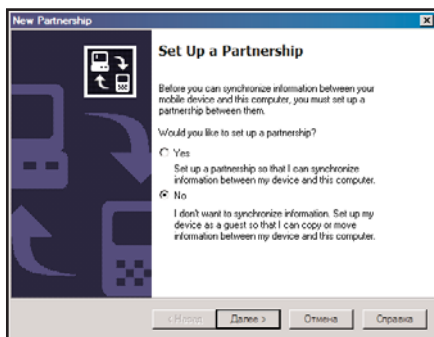 New Partnership
Set Up a Partnership
Before you can synchronize information between your
mobile device and this computer, you must set up a
partnership between them.
Would you like to set up a partnership?
Yes
Set up a partnership so that I can synchronize
information between my device and this computer.
No
I don't want to synchronize information. Set up my
device as a guest so that I can copy or move
information between my device and this computer.
< Назад Далее > Отмена Справка